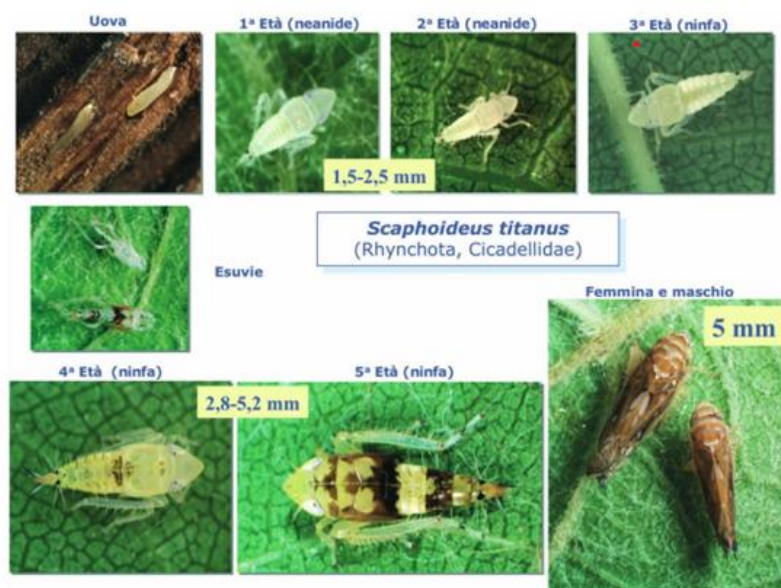 Uova
1ª Età (neanide)
2ª Età (neanide)
3ª Età (ninfa)
1,5-2,5 mm
Scaphoideus titanus
(Rhynchota, Cicadellidae)
Esuvie
Femmina e maschio
5 mm
4ª Età (ninfa)
5ª Età (ninfa)
2,8-5,2 mm